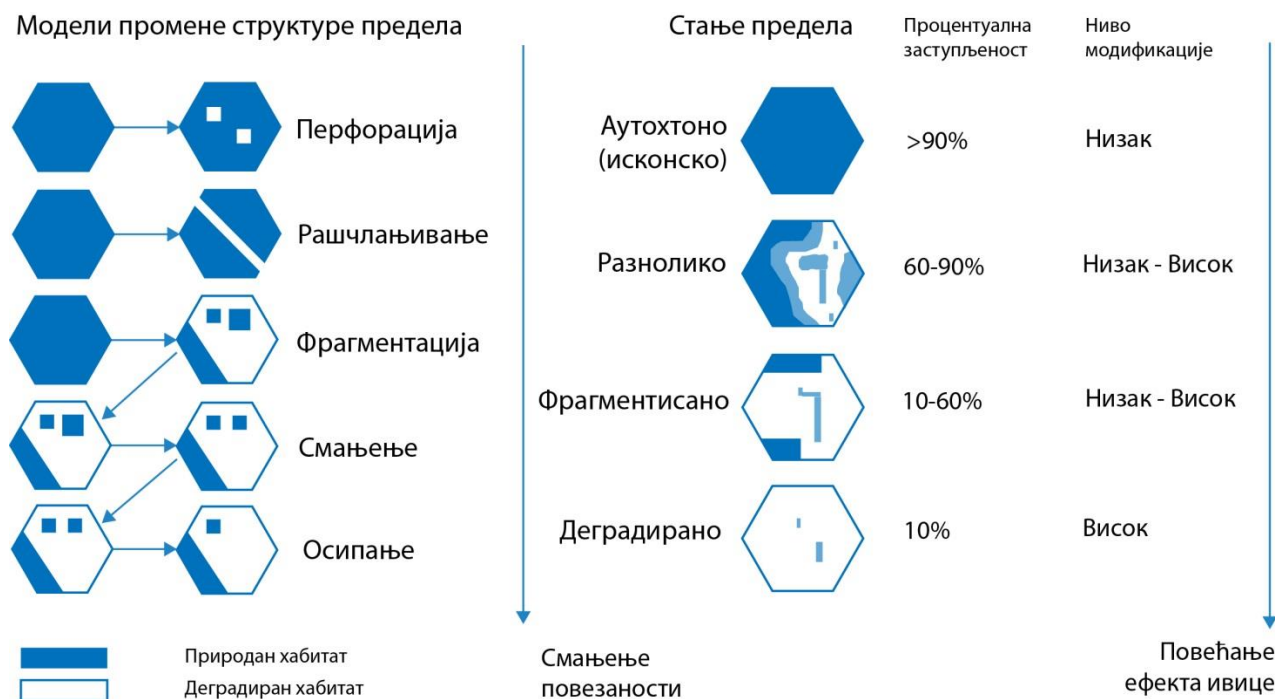 Модели промене структуре предела
Перфорација
Рашчлањивање
Фрагментација
Смањење
Осипање
Природан хабитат
Деградиран хабитат
Смањење
повезаности
Стање предела
Процентуална
заступљеност
Ниво
модификације
Аутохтоно
(исконско)
>90%
Низак
Разнолико
60-90%
Низак - Висок
Фрагментисано
10-60%
Низак - Висок
Деградирано
10%
Висок
Повећање
ефекта ивице